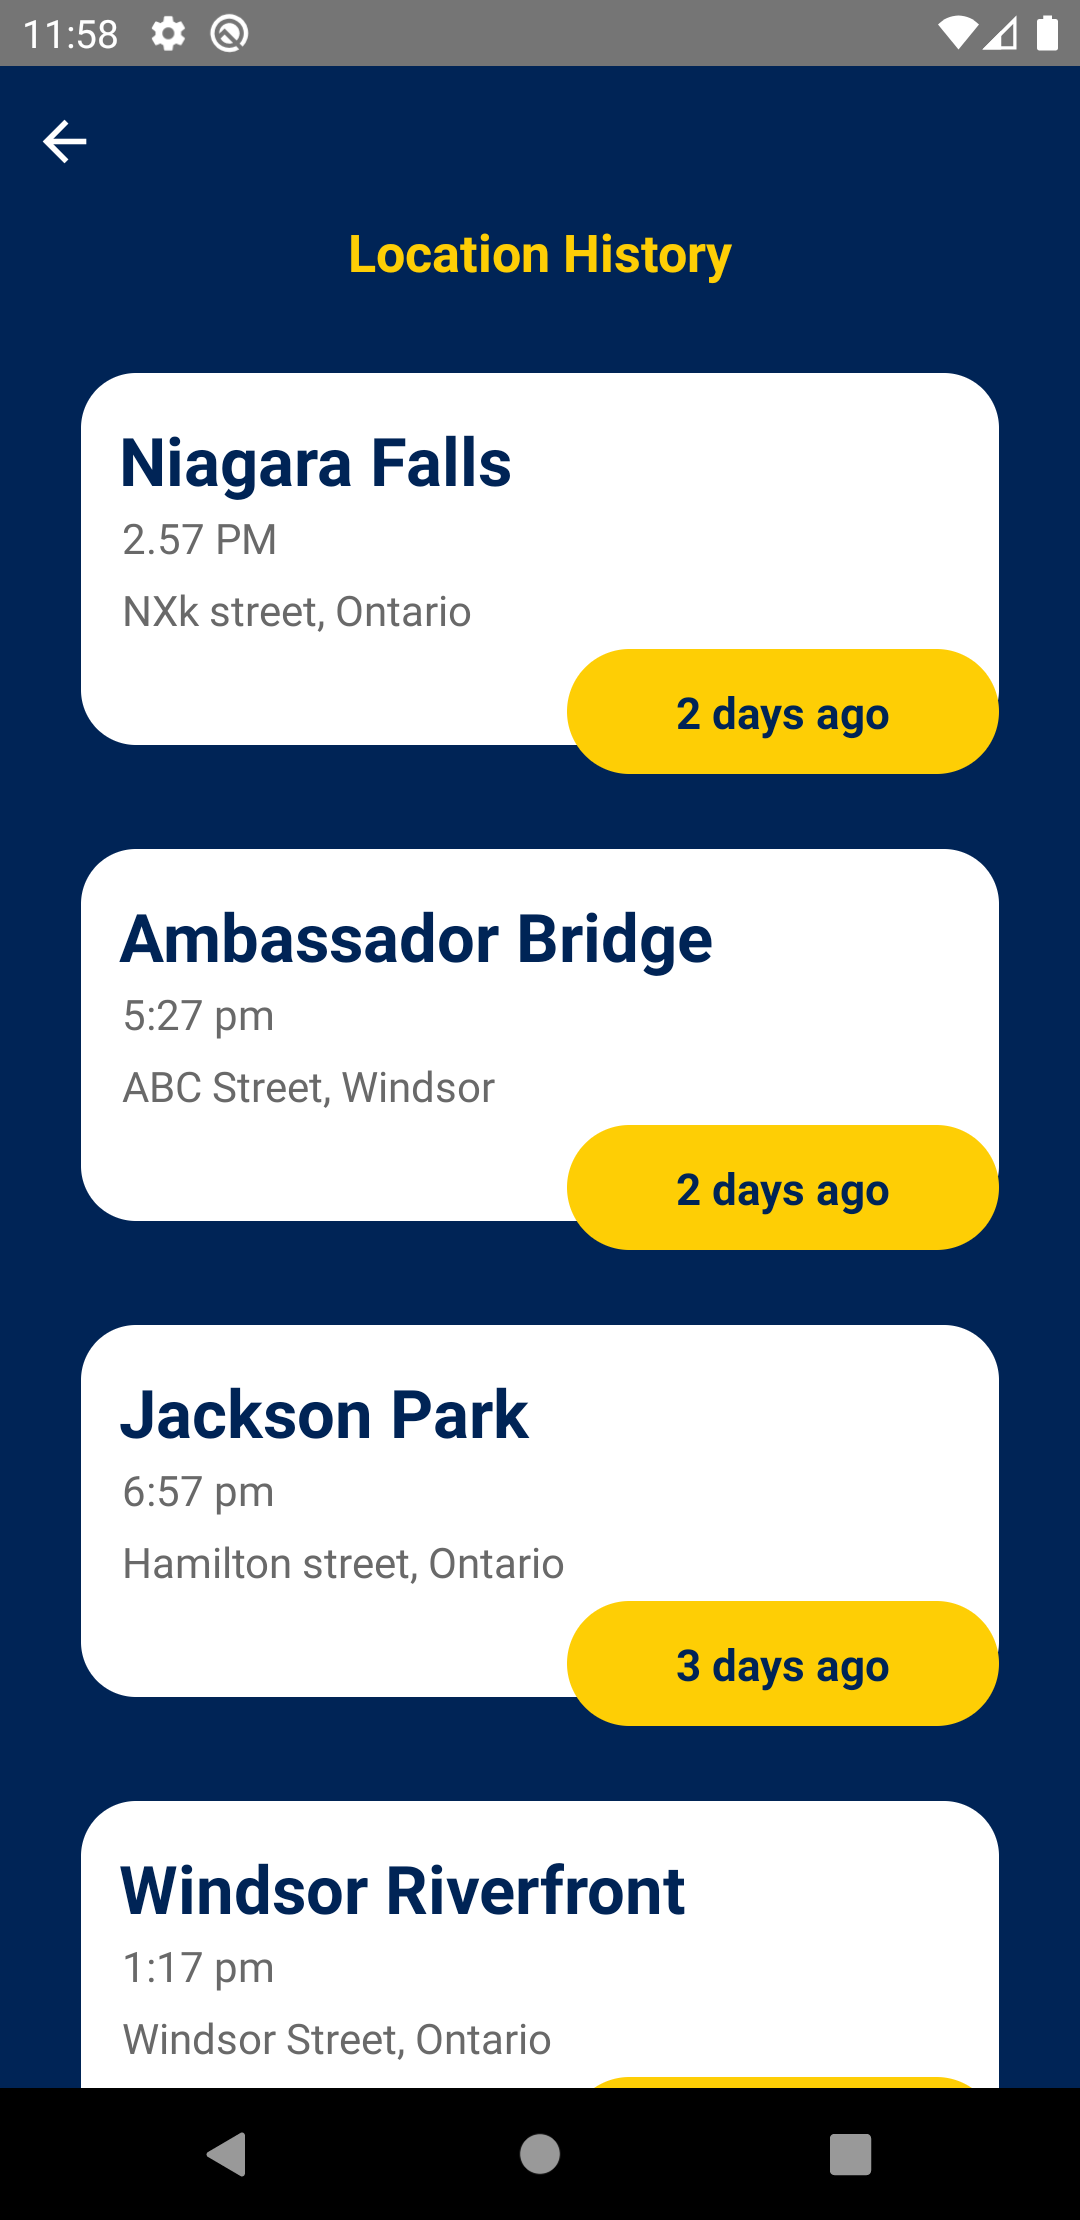 11:58
Location History
Niagara Falls
2.57 PM
NXk street, Ontario
2 days ago
Ambassador Bridge
5:27 pm
ABC Street, Windsor
2 days ago
Jackson Park
6:57 pm
Hamilton street, Ontario
3 days ago
Windsor Riverfront
1:17 pm
Windsor Street, Ontario